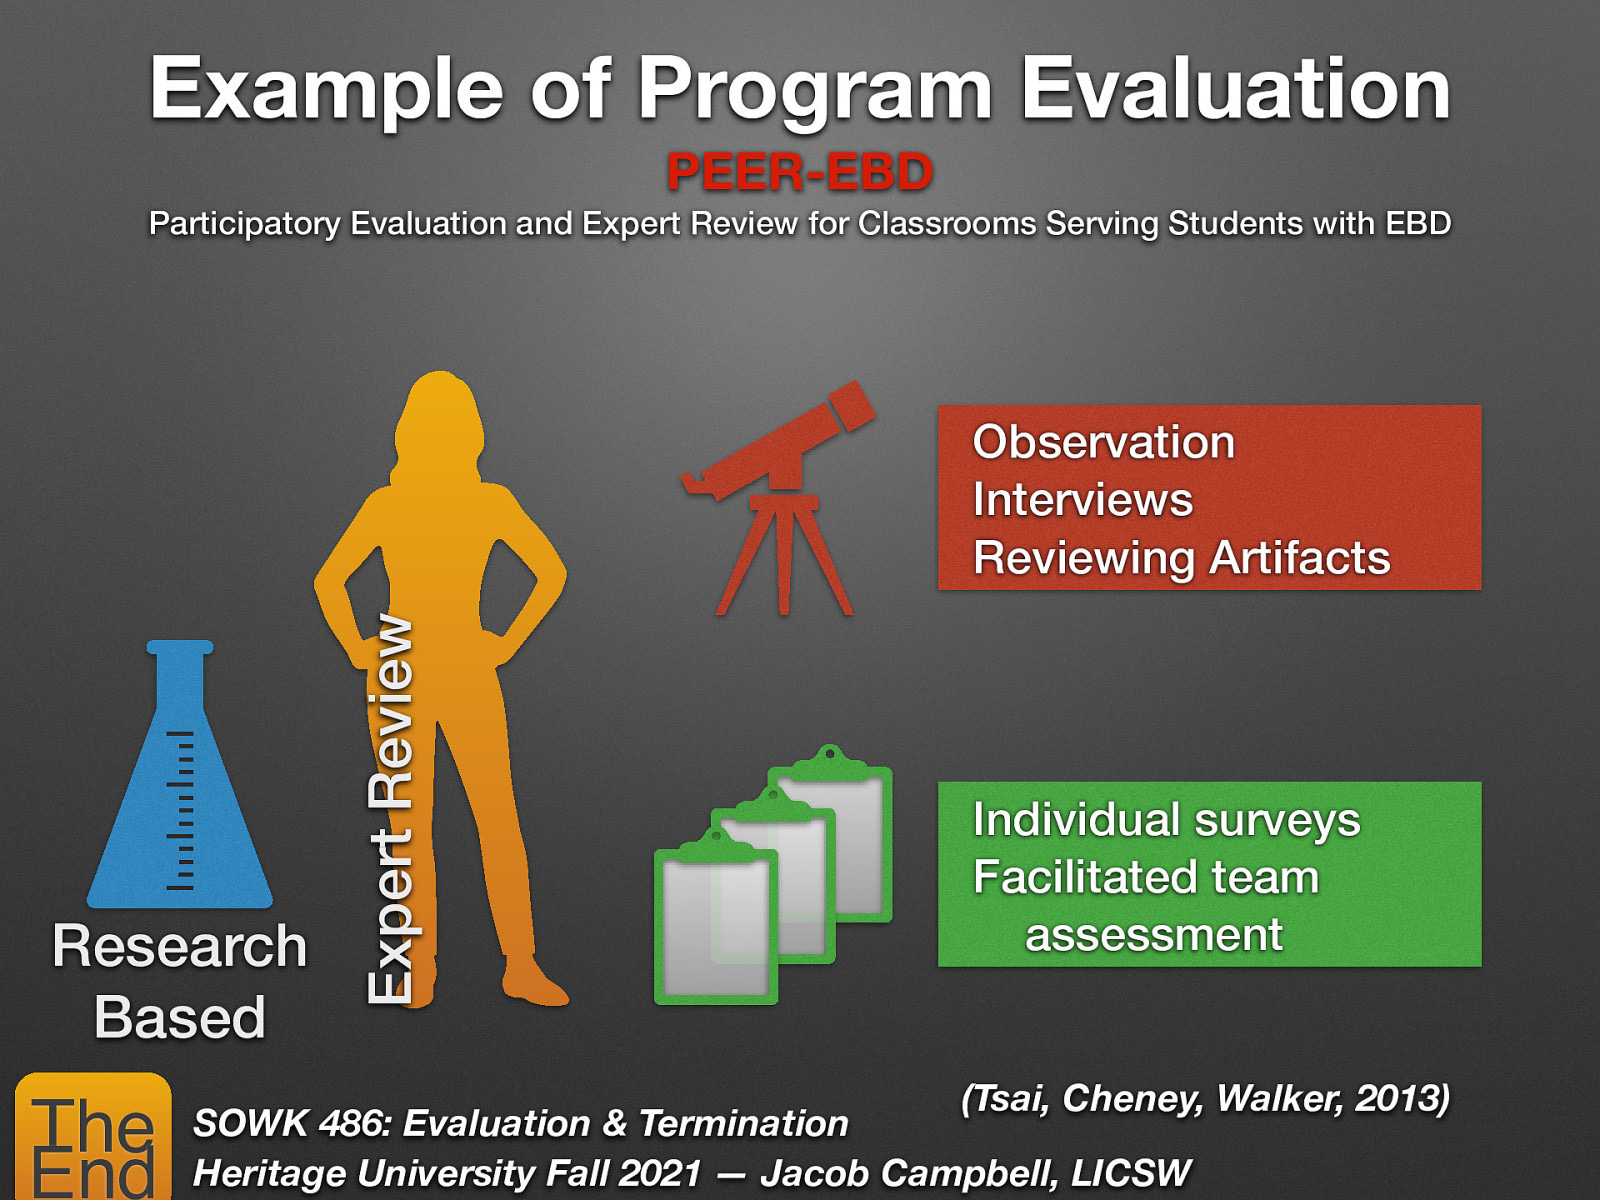 Example of Program Evaluation
PEER-EBD
Participatory Evaluation and Expert Review for Classrooms Serving Students with EBD
Research
Based
Expert Review
Observation
Interviews
Reviewing Artifacts
Individual surveys
Facilitated team
assessment
(Tsai, Cheney, Walker, 2013)
The
End
SOWK 486: Evaluation & Termination
Heritage University Fall 2021 — Jacob Campbell, LICSW